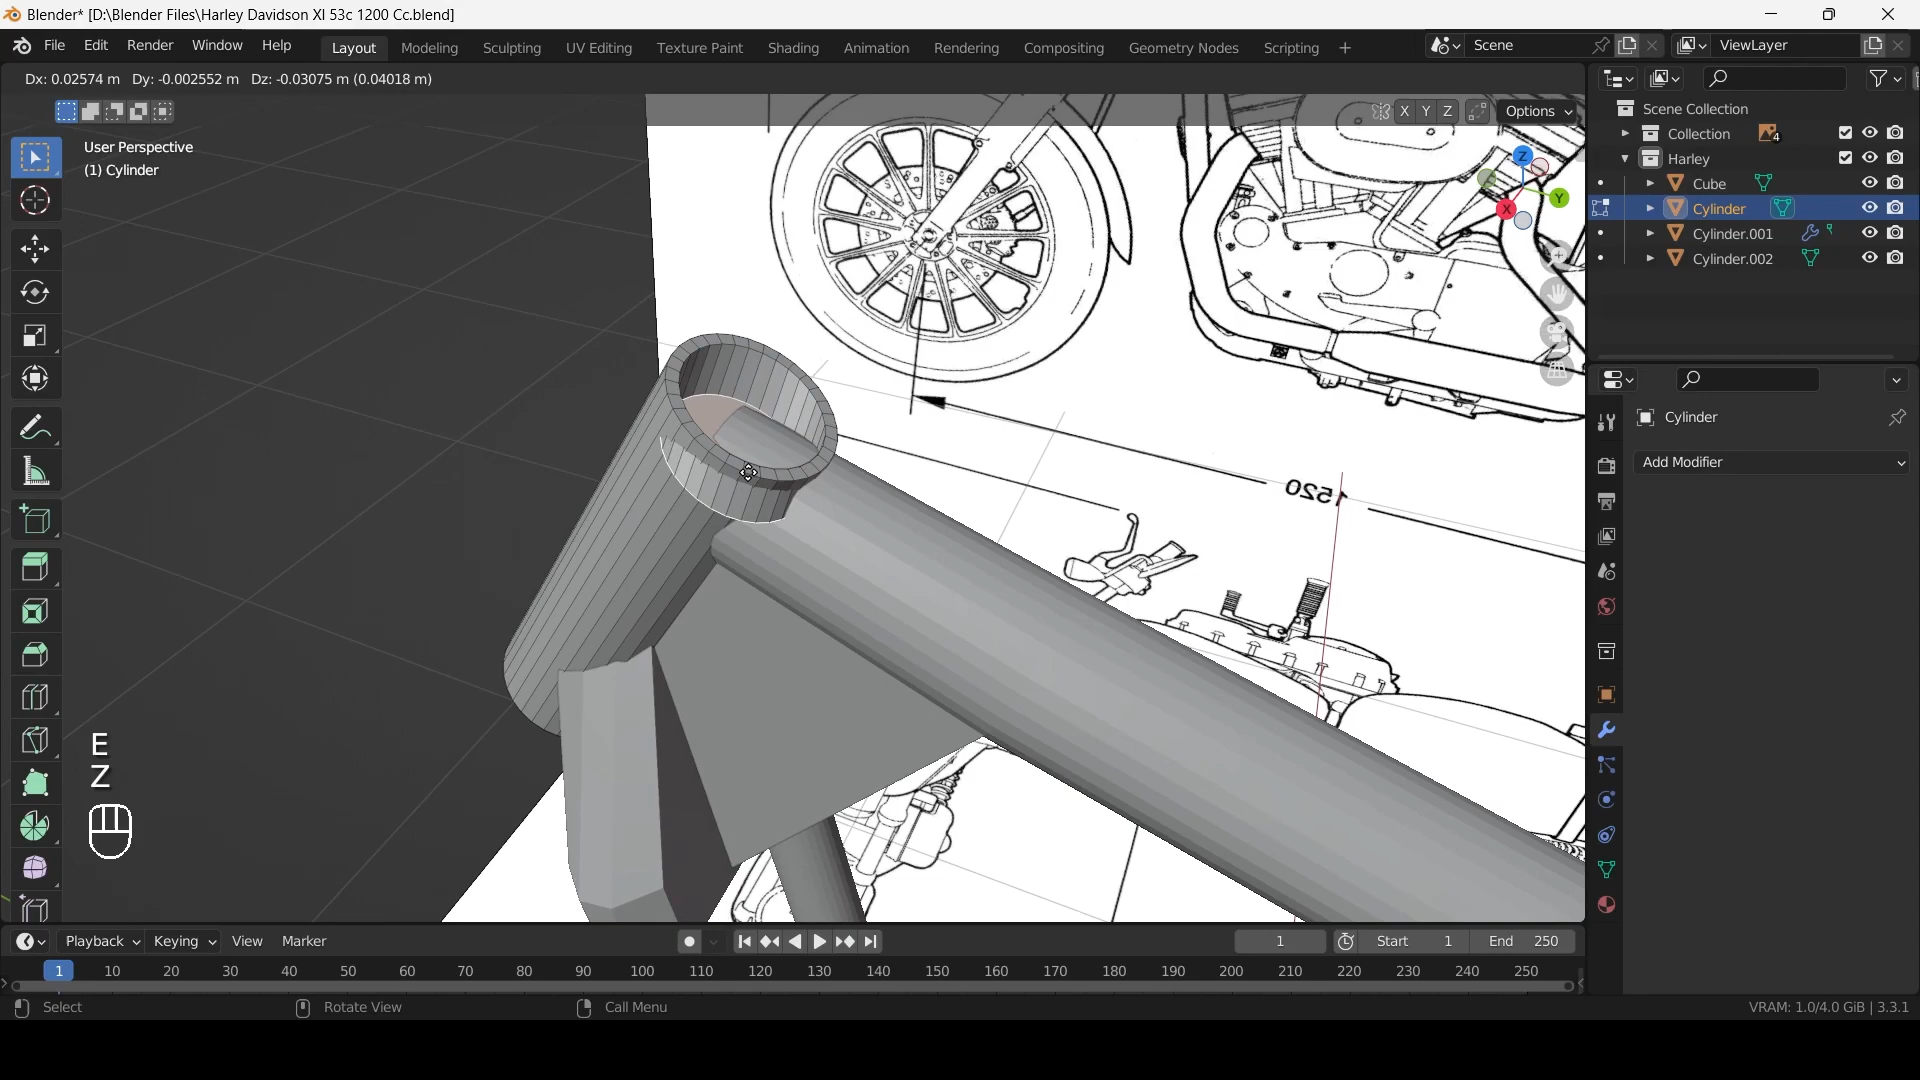 Blender* [D:\Blender Files\Harley Davidson Xl 53c 1200 Cc.blend]
File Edit Render Window Help
Layout Modeling Sculpting UV Editing Texture Paint Shading Animation Rendering Compositing Geometry Nodes Scripting +
Scene
ViewLayer
Dx: 0.02574 m Dy: -0.002552 m Dz: -0.03075 m (0.04018 m)
X Y Z
Options
User Perspective
(1) Cylinder
Z
Y
X
1520
E
Z
Scene Collection
Collection 4
Harley
Cube
Cylinder
Cylinder.001
Cylinder.002
Cylinder
Add Modifier
Playback Keying View Marker
1
Start 1
End 250
1 10 20 30 40 50 60 70 80 90 100 110 120 130 140 150 160 170 180 190 200 210 220 230 240 250
Select
Rotate View
Call Menu
VRAM: 1.0/4.0 GiB | 3.3.1